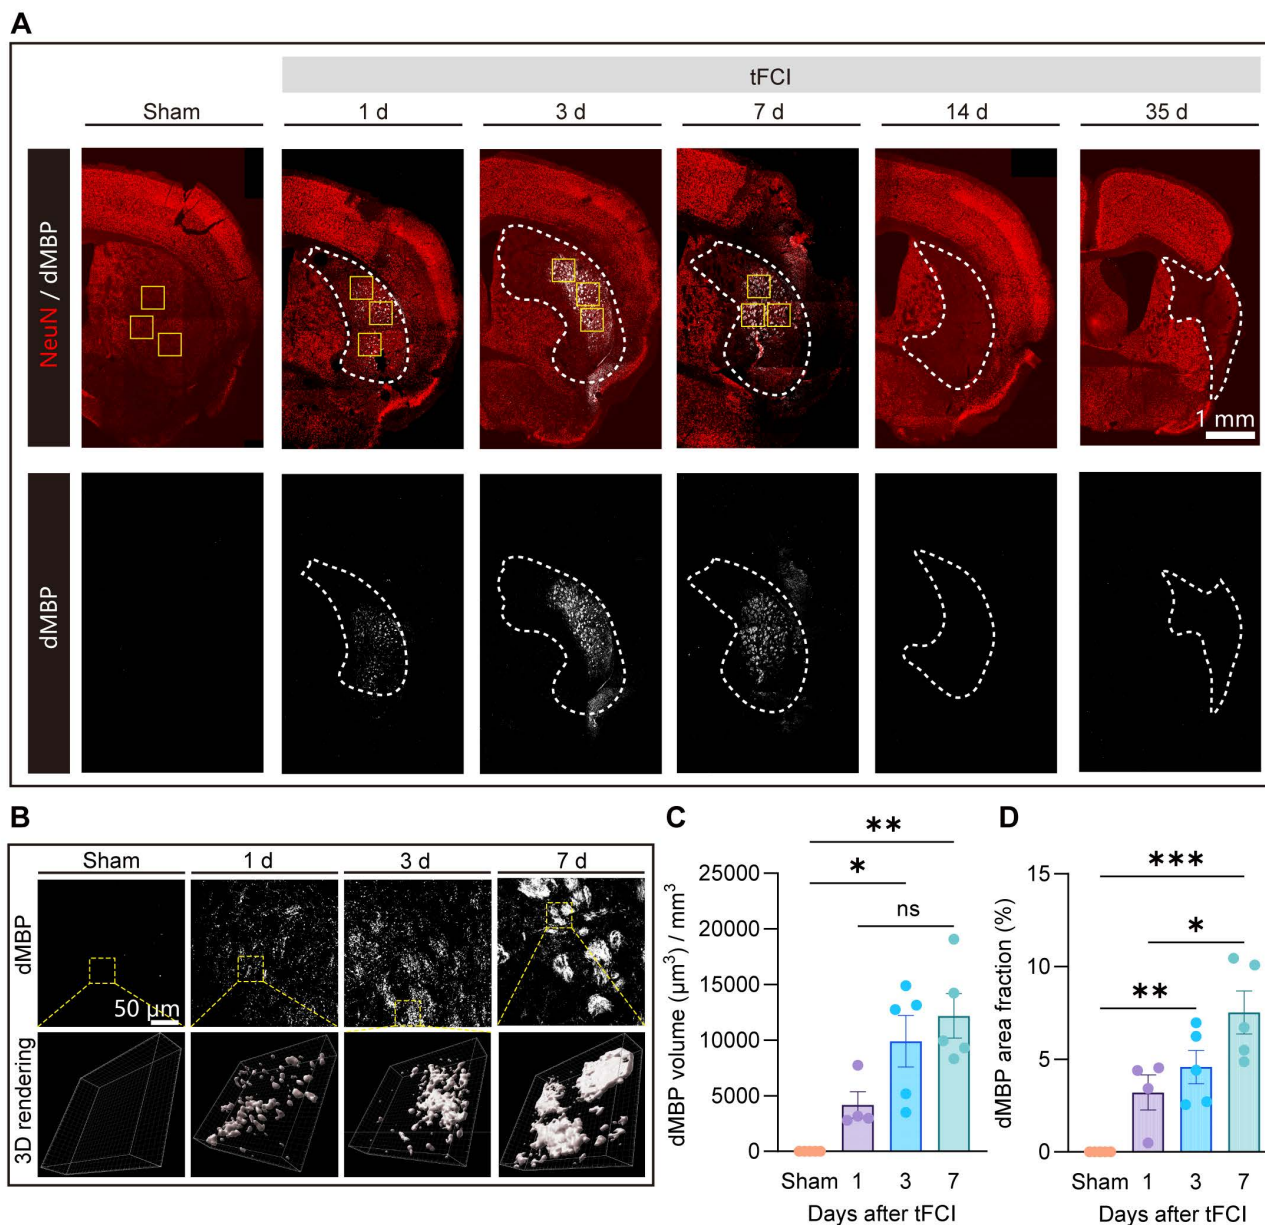 A
tFCI
Sham 1 d 3 d 7 d 14 d 35 d
NeuN / dMBP
1 mm
dMBP
B
Sham 1 d 3 d 7 d
dMBP
50 μm
3D rendering
C
** 
*
ns
dMBP volume (μm³) / mm³
25000
20000
15000
10000
5000
0
Sham 1 3 7
Days after tFCI
D
***
*
**
dMBP area fraction (%)
15
10
5
0
Sham 1 3 7
Days after tFCI